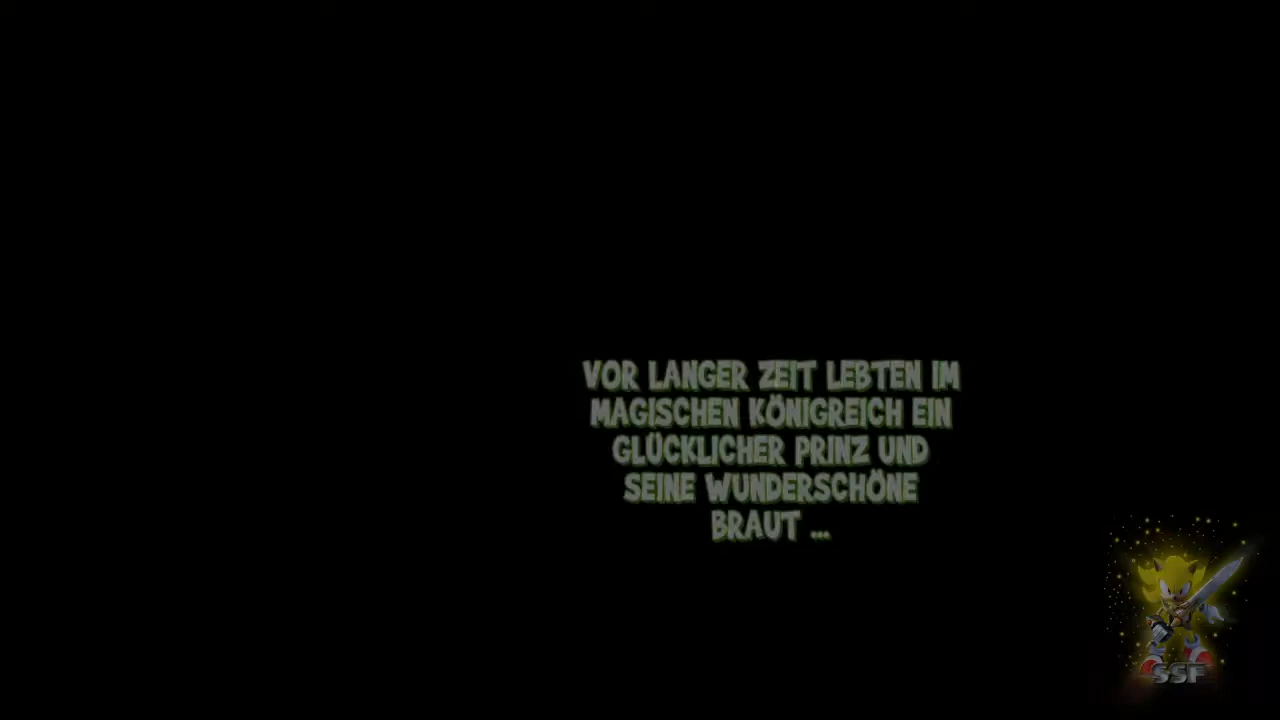 VOR LANGER ZEIT LEBTEN IM
MAGISCHEN KÖNIGREICH EIN
GLÜCKLICHER PRINZ UND
SEINE WUNDERSCHÖNE
BRAUT ...
SSF